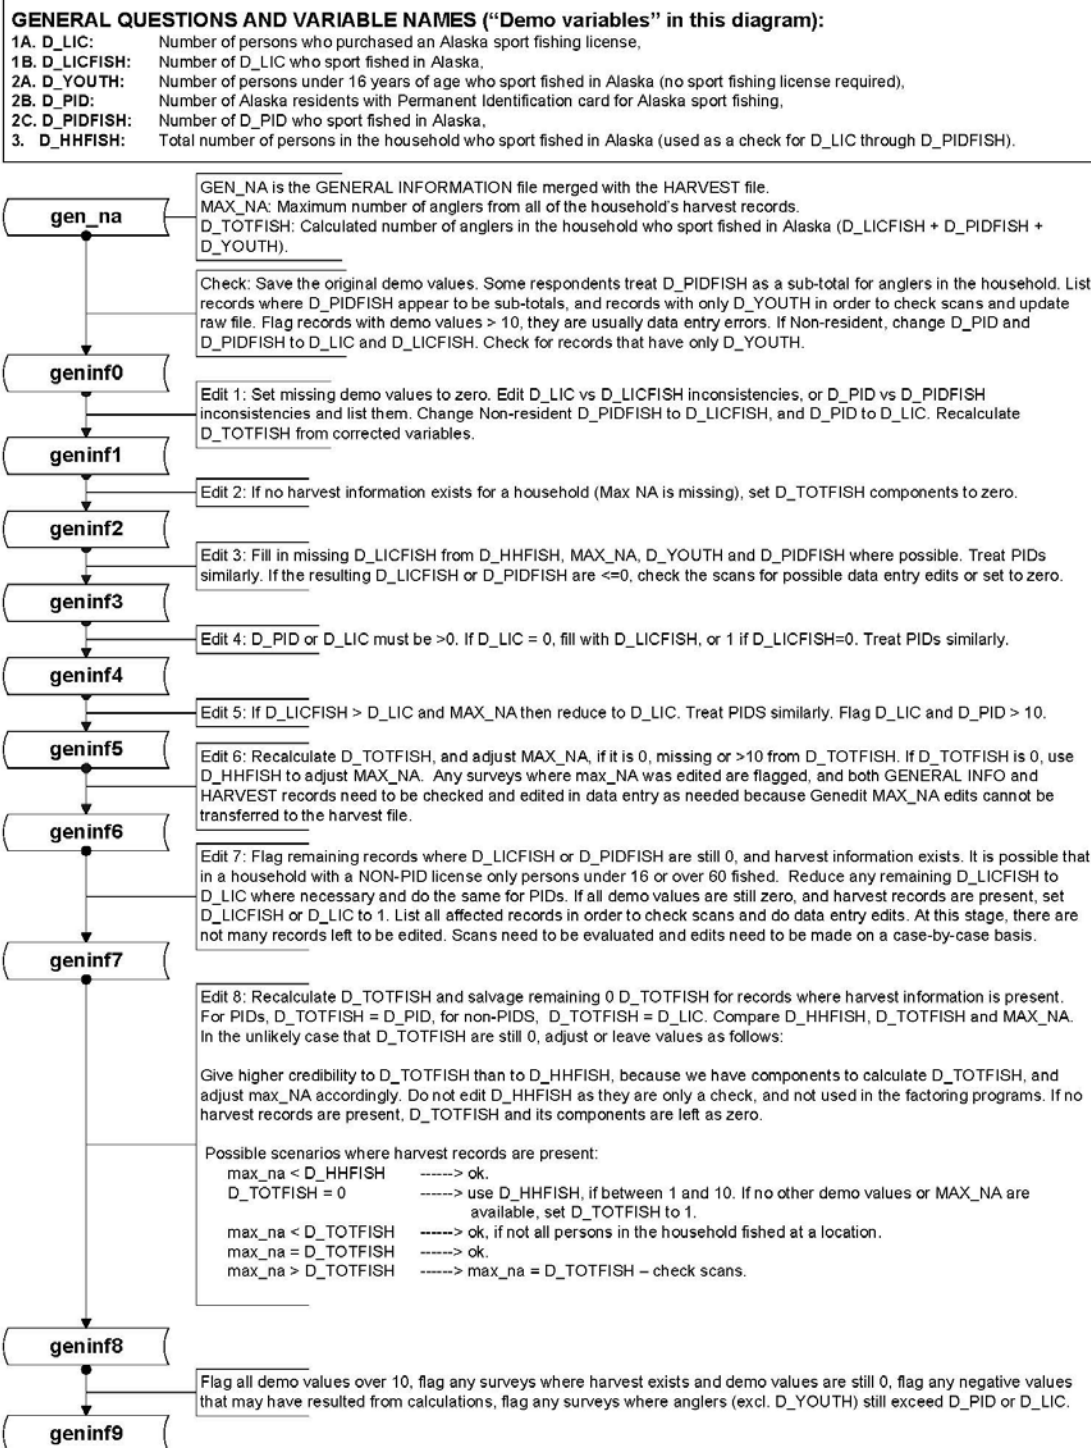 GENERAL QUESTIONS AND VARIABLE NAMES (“Demo variables” in this diagram):
1A. D_LIC: Number of persons who purchased an Alaska sport fishing license,
1B. D_LICFISH: Number of D_LIC who sport fished in Alaska,
2A. D_YOUTH: Number of persons under 16 years of age who sport fished in Alaska (no sport fishing license required),
2B. D_PID: Number of Alaska residents with Permanent Identification card for Alaska sport fishing,
2C. D_PIDFISH: Number of D_PID who sport fished in Alaska,
3. D_HHFISH: Total number of persons in the household who sport fished in Alaska (used as a check for D_LIC through D_PIDFISH).
gen_na
GEN_NA is the GENERAL INFORMATION file merged with the HARVEST file.
MAX_NA: Maximum number of anglers from all of the household's harvest records.
D_TOTFISH: Calculated number of anglers in the household who sport fished in Alaska (D_LICFISH + D_PIDFISH +
D_YOUTH).
Check: Save the original demo values. Some respondents treat D_PIDFISH as a sub-total for anglers in the household. List
records where D_PIDFISH appear to be sub-totals, and records with only D_YOUTH in order to check scans and update
raw file. Flag records with demo values > 10, they are usually data entry errors. If Non-resident, change D_PID and
D_PIDFISH to D_LIC and D_LICFISH. Check for records that have only D_YOUTH.
geninf0
Edit 1: Set missing demo values to zero. Edit D_LIC vs D_LICFISH inconsistencies, or D_PID vs D_PIDFISH
inconsistencies and list them. Change Non-resident D_PIDFISH to D_LICFISH, and D_PID to D_LIC. Recalculate
D_TOTFISH from corrected variables.
geninf1
Edit 2: If no harvest information exists for a household (Max NA is missing), set D_TOTFISH components to zero.
geninf2
Edit 3: Fill in missing D_LICFISH from D_HHFISH, MAX_NA, D_YOUTH and D_PIDFISH where possible. Treat PIDs
similarly. If the resulting D_LICFISH or D_PIDFISH are <=0, check the scans for possible data entry edits or set to zero.
geninf3
Edit 4: D_PID or D_LIC must be >0. If D_LIC = 0, fill with D_LICFISH, or 1 if D_LICFISH=0. Treat PIDs similarly.
geninf4
Edit 5: If D_LICFISH > D_LIC and MAX_NA then reduce to D_LIC. Treat PIDS similarly. Flag D_LIC and D_PID > 10.
geninf5
Edit 6: Recalculate D_TOTFISH, and adjust MAX_NA, if it is 0, missing or >10 from D_TOTFISH. If D_TOTFISH is 0, use
D_HHFISH to adjust MAX_NA. Any surveys where max_NA was edited are flagged, and both GENERAL INFO and
HARVEST records need to be checked and edited in data entry as needed because Genedit MAX_NA edits cannot be
transferred to the harvest file.
geninf6
Edit 7: Flag remaining records where D_LICFISH or D_PIDFISH are still 0, and harvest information exists. It is possible that
in a household with a NON-PID license only persons under 16 or over 60 fished. Reduce any remaining D_LICFISH to
D_LIC where necessary and do the same for PIDs. If all demo values are still zero, and harvest records are present, set
D_LICFISH or D_LIC to 1. List all affected records in order to check scans and do data entry edits. At this stage, there are
not many records left to be edited. Scans need to be evaluated and edits need to be made on a case-by-case basis.
geninf7
Edit 8: Recalculate D_TOTFISH and salvage remaining 0 D_TOTFISH for records where harvest information is present.
For PIDs, D_TOTFISH = D_PID, for non-PIDS, D_TOTFISH = D_LIC. Compare D_HHFISH, D_TOTFISH and MAX_NA.
In the unlikely case that D_TOTFISH are still 0, adjust or leave values as follows:
Give higher credibility to D_TOTFISH than to D_HHFISH, because we have components to calculate D_TOTFISH, and
adjust max_NA accordingly. Do not edit D_HHFISH as they are only a check, and not used in the factoring programs. If no
harvest records are present, D_TOTFISH and its components are left as zero.
Possible scenarios where harvest records are present:
max_na < D_HHFISH ------> ok.
D_TOTFISH = 0 ------> use D_HHFISH, if between 1 and 10. If no other demo values or MAX_NA are
available, set D_TOTFISH to 1.
max_na < D_TOTFISH ------> ok, if not all persons in the household fished at a location.
max_na = D_TOTFISH ------> ok.
max_na > D_TOTFISH ------> max_na = D_TOTFISH – check scans.
geninf8
Flag all demo values over 10, flag any surveys where harvest exists and demo values are still 0, flag any negative values
that may have resulted from calculations, flag any surveys where anglers (excl. D_YOUTH) still exceed D_PID or D_LIC.
geninf9